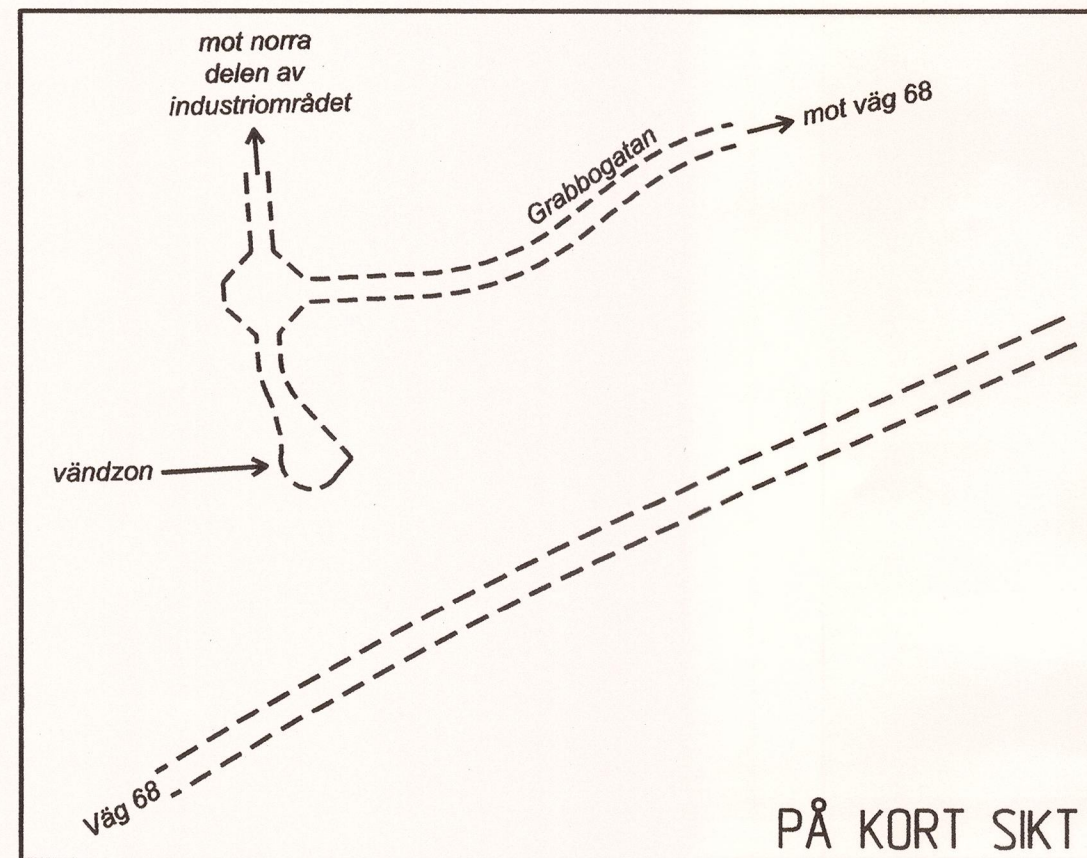 mot norra
delen av
industriområdet
mot väg 68
Grabbogatan
vändzon
Väg 68
PÅ KORT SIKT